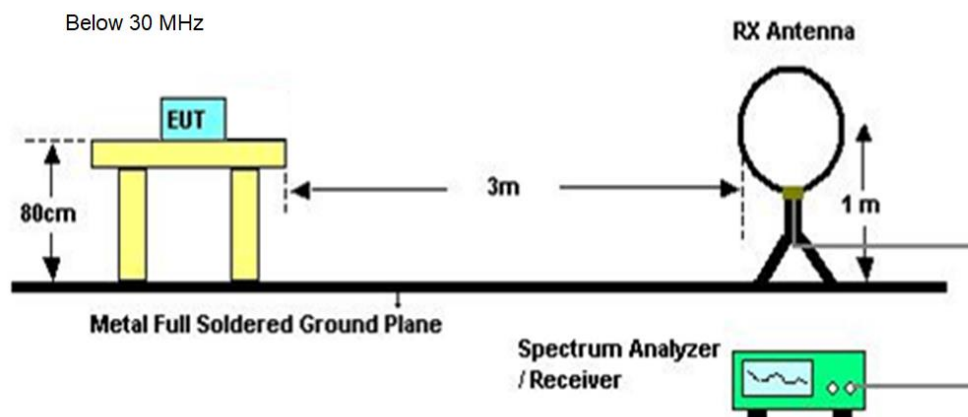 Below 30 MHz
RX Antenna
EUT
3m
80cm
1 m
Metal Full Soldered Ground Plane
Spectrum Analyzer
/ Receiver